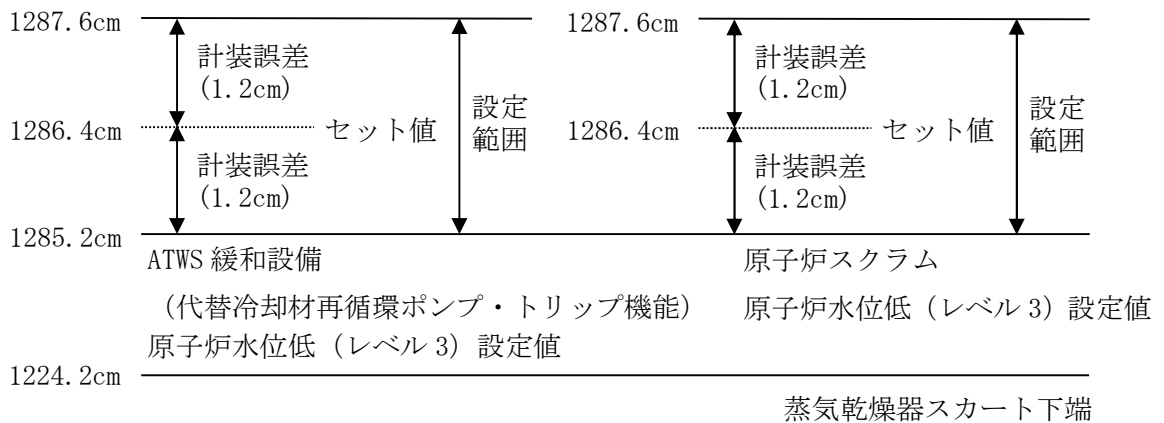 1287.6cm
計装誤差
(1.2cm)
設定
範囲
1286.4cm
セット値
計装誤差
(1.2cm)
1285.2cm
ATWS 緩和設備
（代替冷却材再循環ポンプ・トリップ機能）
原子炉水位低（レベル 3）設定値
1287.6cm
計装誤差
(1.2cm)
設定
範囲
1286.4cm
セット値
計装誤差
(1.2cm)
原子炉スクラム
原子炉水位低（レベル 3）設定値
1224.2cm
蒸気乾燥器スカート下端